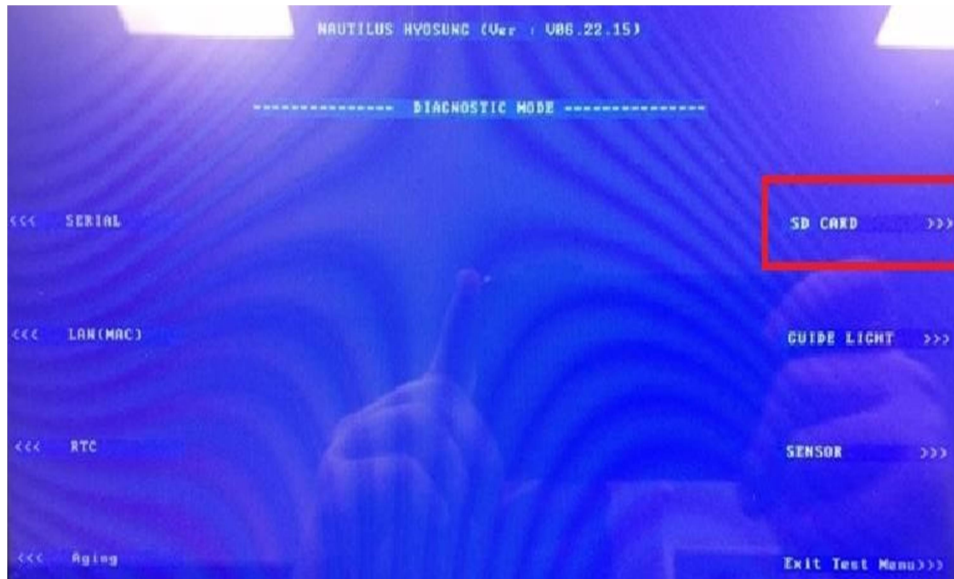 NAUTILUS HYOSUNG (Ver : V06.22.15)
--------------- DIAGNOSTIC MODE ---------------
<<< SERIAL
SD CARD >>>
<<< LAN(MAC)
GUIDE LIGHT >>>
<<< RTC
SENSOR >>>
<<< Aging
Exit Test Menu>>>